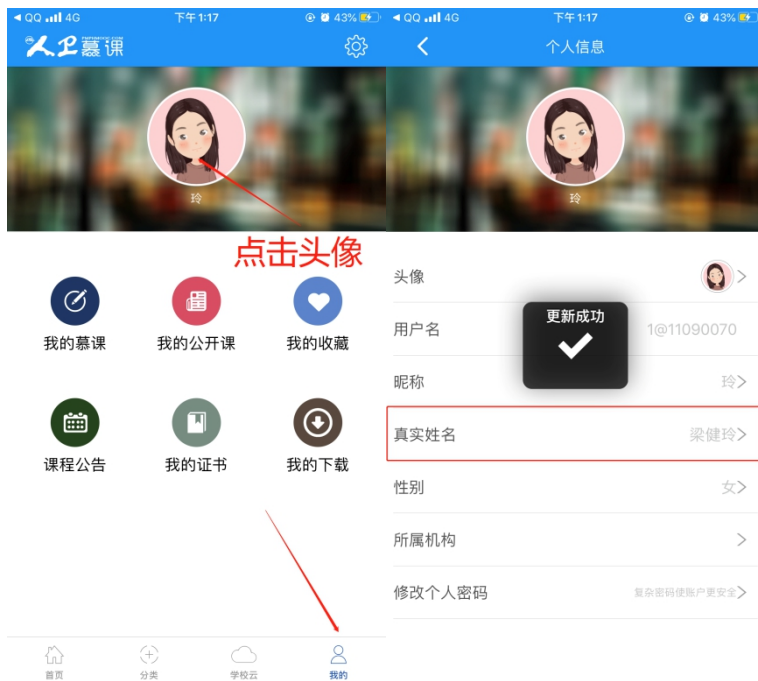 QQ 4G 下午1:17 43%
人卫慕课
玲
点击头像
我的慕课 我的公开课 我的收藏
课程公告 我的证书 我的下载
首页 分类 学校云 我的
QQ 4G 下午1:17 43%
个人信息
玲
头像
更新成功
用户名 1@11090070
昵称 玲
真实姓名 梁健玲
性别 女
所属机构
修改个人密码 复杂密码使账户更安全